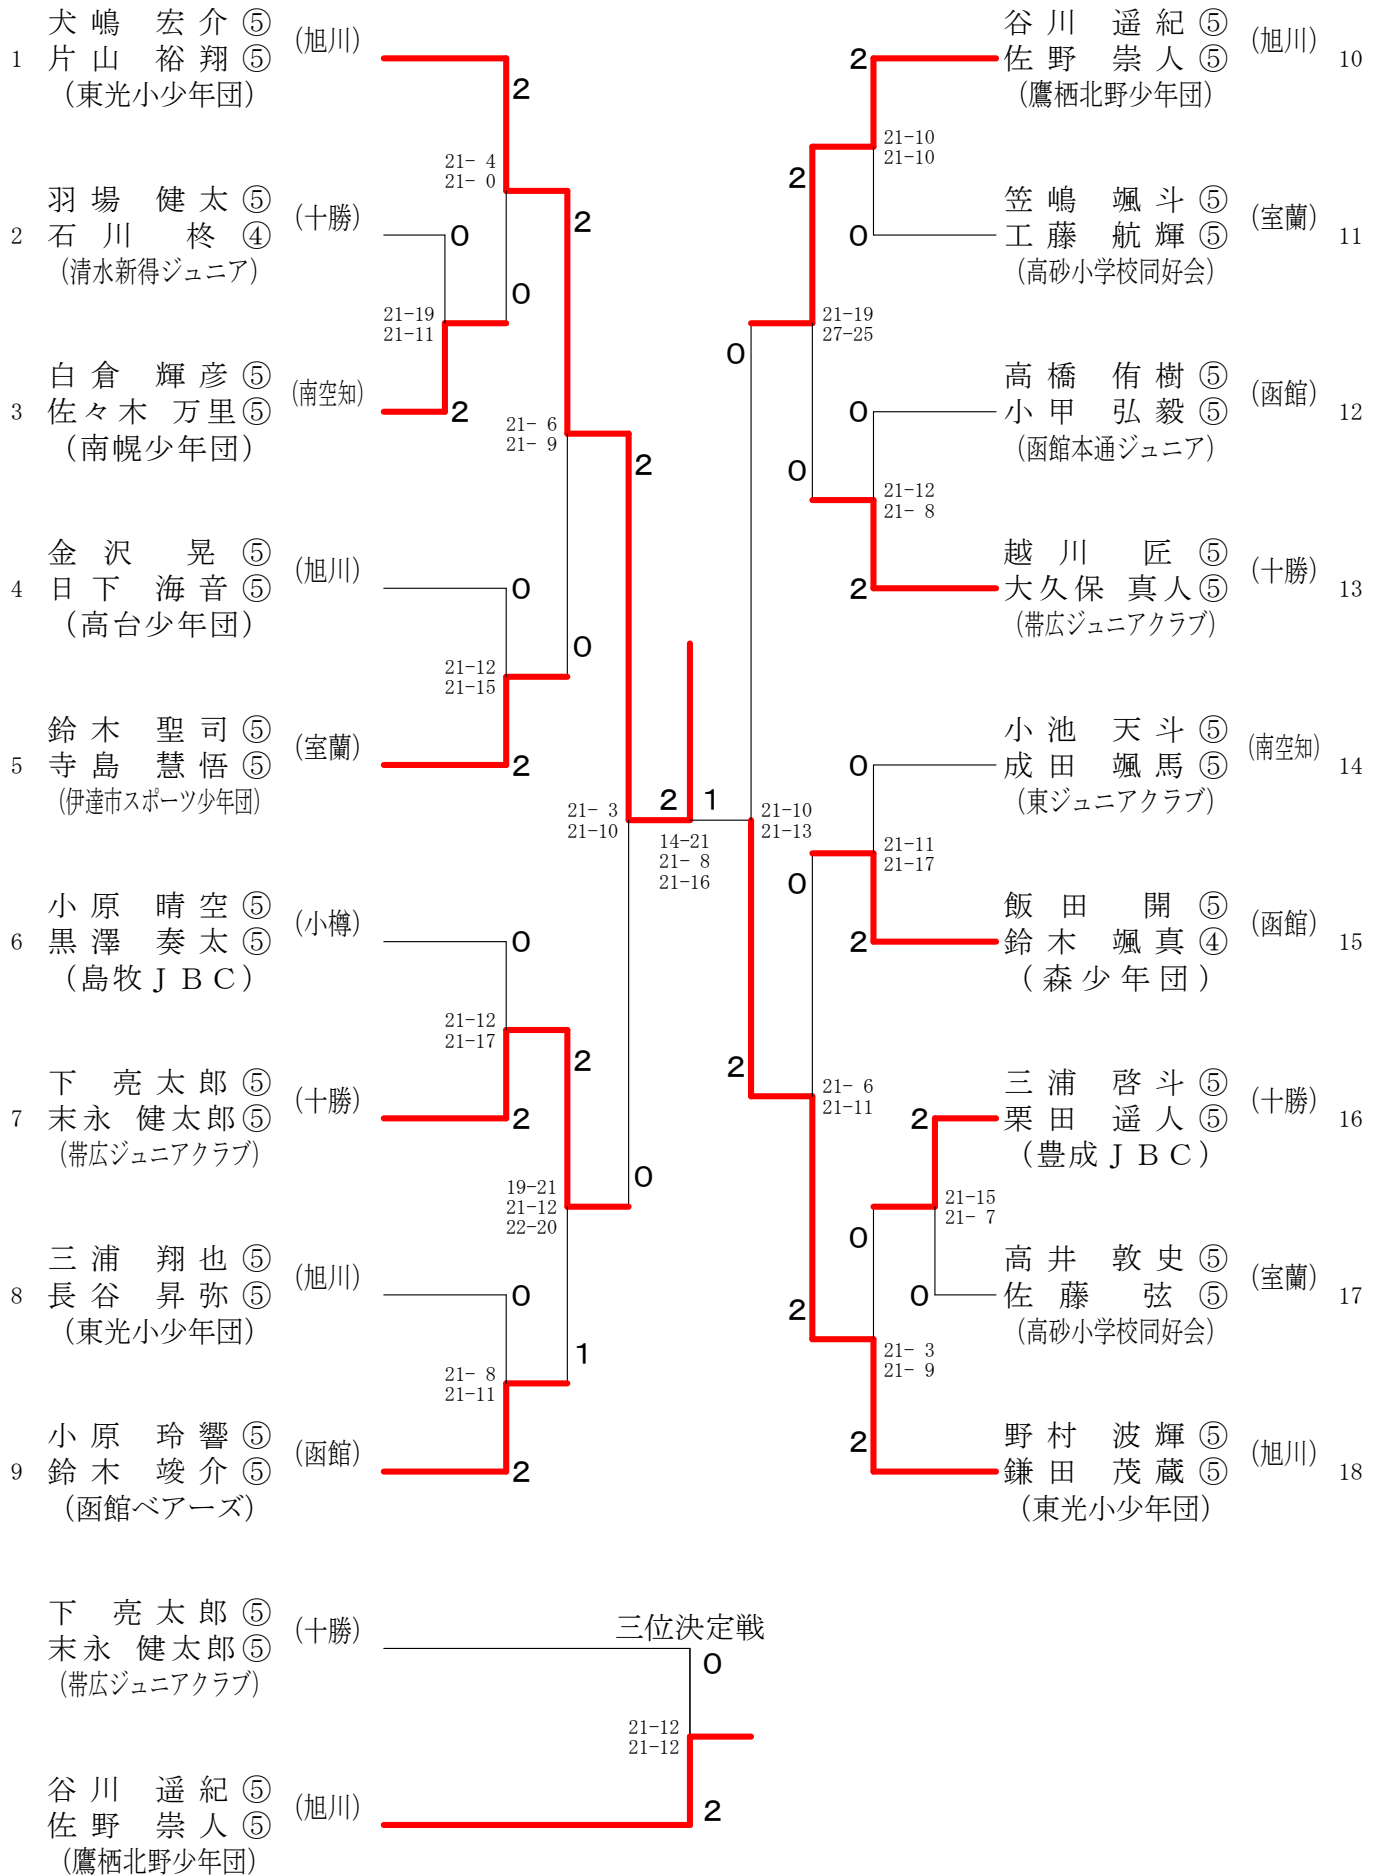 犬嶋 宏介⑤
1 片山 裕翔⑤ (旭川)
(東光小少年団)
2
21- 4
21- 0
羽場 健太⑤
2 石川 柊④ (十勝)
(清水新得ジュニア)
0
2
0
21-19
21-11
白倉 輝彦⑤
3 佐々木 万里⑤ (南空知)
(南幌少年団)
2
21- 6
21- 9
2
金沢 晃⑤
4 日下 海音⑤ (旭川)
(高台少年団)
0
0
21-12
21-15
鈴木 聖司⑤
5 寺島 慧悟⑤ (室蘭)
(伊達市スポーツ少年団)
2
21- 3
21-10
2 1
14-21
21- 8
21-16
小原 晴空⑤
6 黒澤 奏太⑤ (小樽)
(島牧ＪＢＣ)
0
21-12
21-17
2
下 亮太郎⑤
7 末永 健太郎⑤ (十勝)
(帯広ジュニアクラブ)
2
0
19-21
21-12
22-20
三浦 翔也⑤
8 長谷 昇弥⑤ (旭川)
(東光小少年団)
0
1
21- 8
21-11
小原 玲響⑤
9 鈴木 竣介⑤ (函館)
(函館ベアーズ)
2
谷川 遥紀⑤
佐野 崇人⑤ (旭川) 10
(鷹栖北野少年団)
2
21-10
21-10
2
笠嶋 颯斗⑤
工藤 航輝⑤ (室蘭) 11
(高砂小学校同好会)
0
21-19
27-25
0
高橋 侑樹⑤
小甲 弘毅⑤ (函館) 12
(函館本通ジュニア)
0
0
21-12
21- 8
越川 匠⑤
大久保 真人⑤ (十勝) 13
(帯広ジュニアクラブ)
2
小池 天斗⑤
成田 颯馬⑤ (南空知) 14
(東ジュニアクラブ)
0
21-10
21-13
21-11
21-17
0
飯田 開⑤
鈴木 颯真④ (函館) 15
(森少年団)
2
2
21- 6
21-11
三浦 啓斗⑤
栗田 遥人⑤ (十勝) 16
(豊成ＪＢＣ)
2
21-15
21- 7
0
高井 敦史⑤
佐藤 弦⑤ (室蘭) 17
(高砂小学校同好会)
0
2
21- 3
21- 9
野村 波輝⑤
鎌田 茂蔵⑤ (旭川) 18
(東光小少年団)
2
三位決定戦
下 亮太郎⑤
末永 健太郎⑤ (十勝)
(帯広ジュニアクラブ)
0
21-12
21-12
谷川 遥紀⑤
佐野 崇人⑤ (旭川)
(鷹栖北野少年団)
2